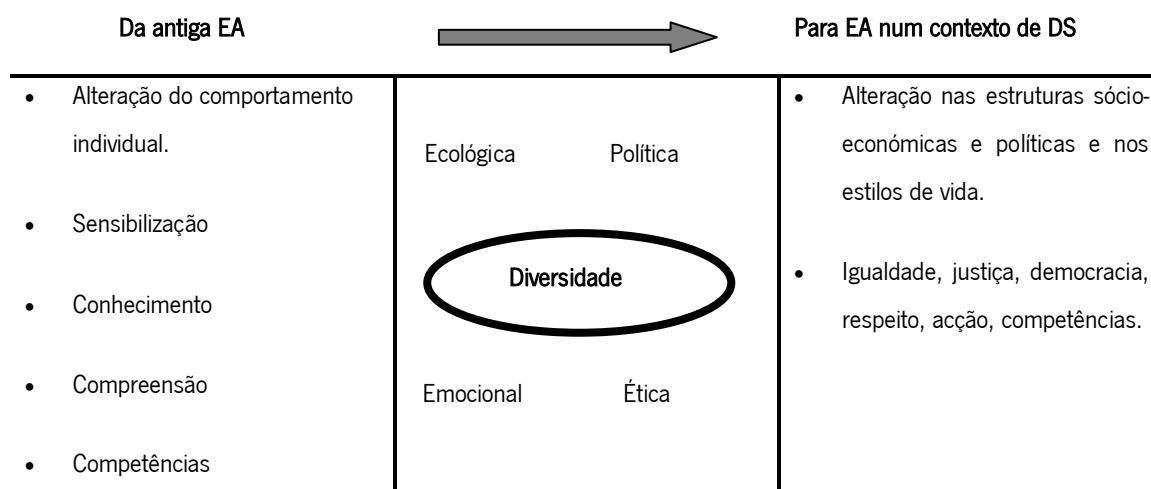 Da antiga EA
Para EA num contexto de DS
• Alteração do comportamento
individual.
• Sensibilização
• Conhecimento
• Compreensão
• Competências
Ecológica Política
Diversidade
Emocional Ética
• Alteração nas estruturas sócio-
económicas e políticas e nos
estilos de vida.
• Igualdade, justiça, democracia,
respeito, acção, competências.